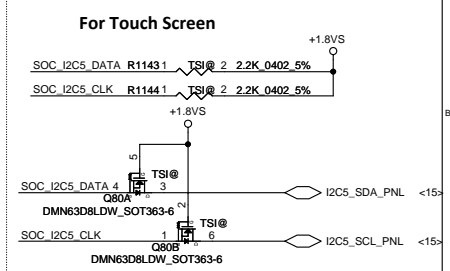 For Touch Screen
+1.8VS
SOC_I2C5_DATA R1143 1 TSI@ 2 2.2K_0402_5%
SOC_I2C5_CLK R1144 1 TSI@ 2 2.2K_0402_5%
+1.8VS
B
5
TSI@
SOC_I2C5_DATA 4 3 I2C5_SDA_PNL <15>
Q80A
DMN63D8LDW_SOT363-6
2
TSI@
SOC_I2C5_CLK 1 6 I2C5_SCL_PNL <15>
Q80B
DMN63D8LDW_SOT363-6